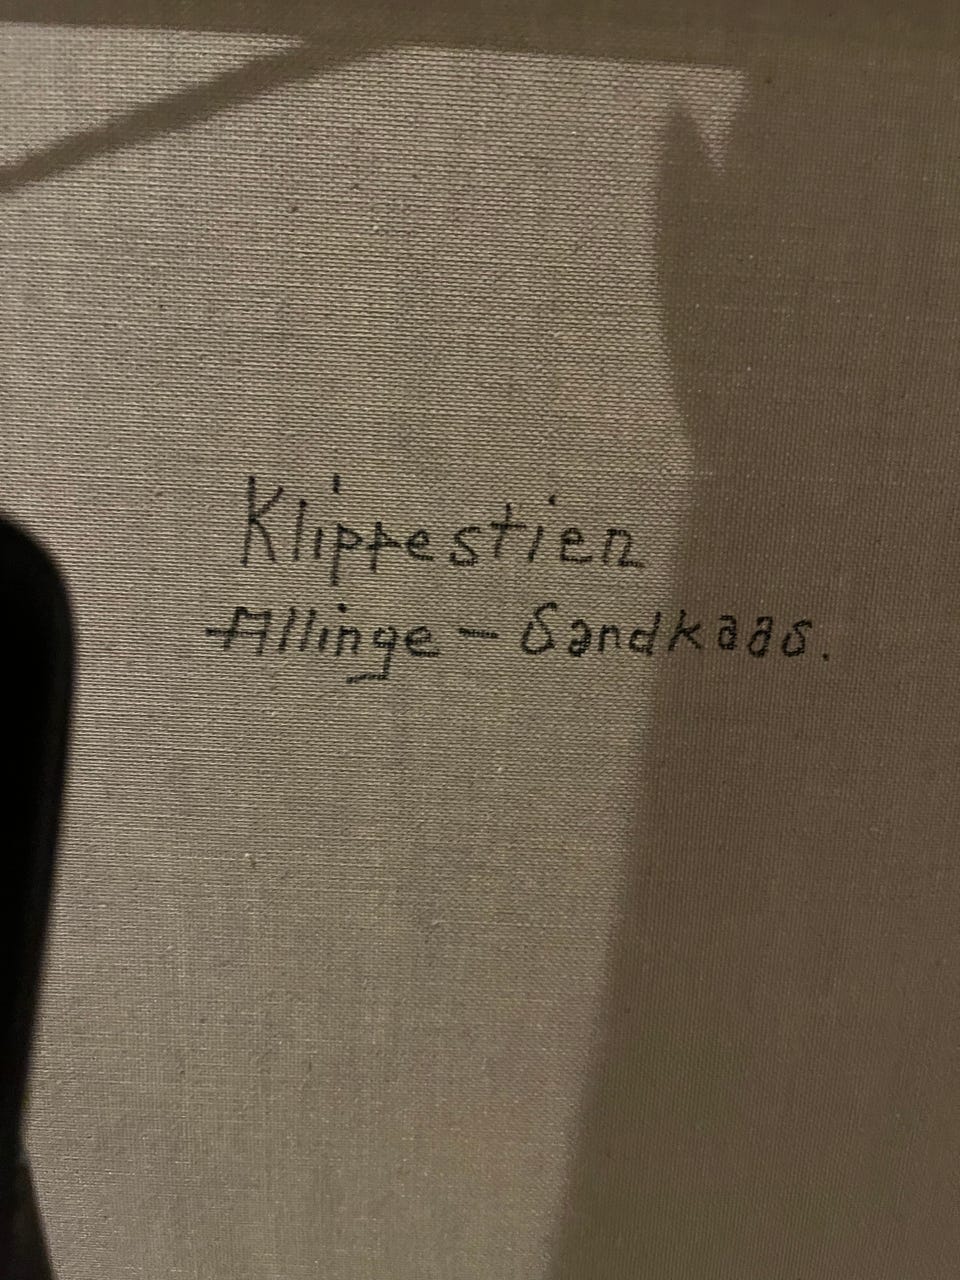 Klippestien
Allinge - Sandkaas.